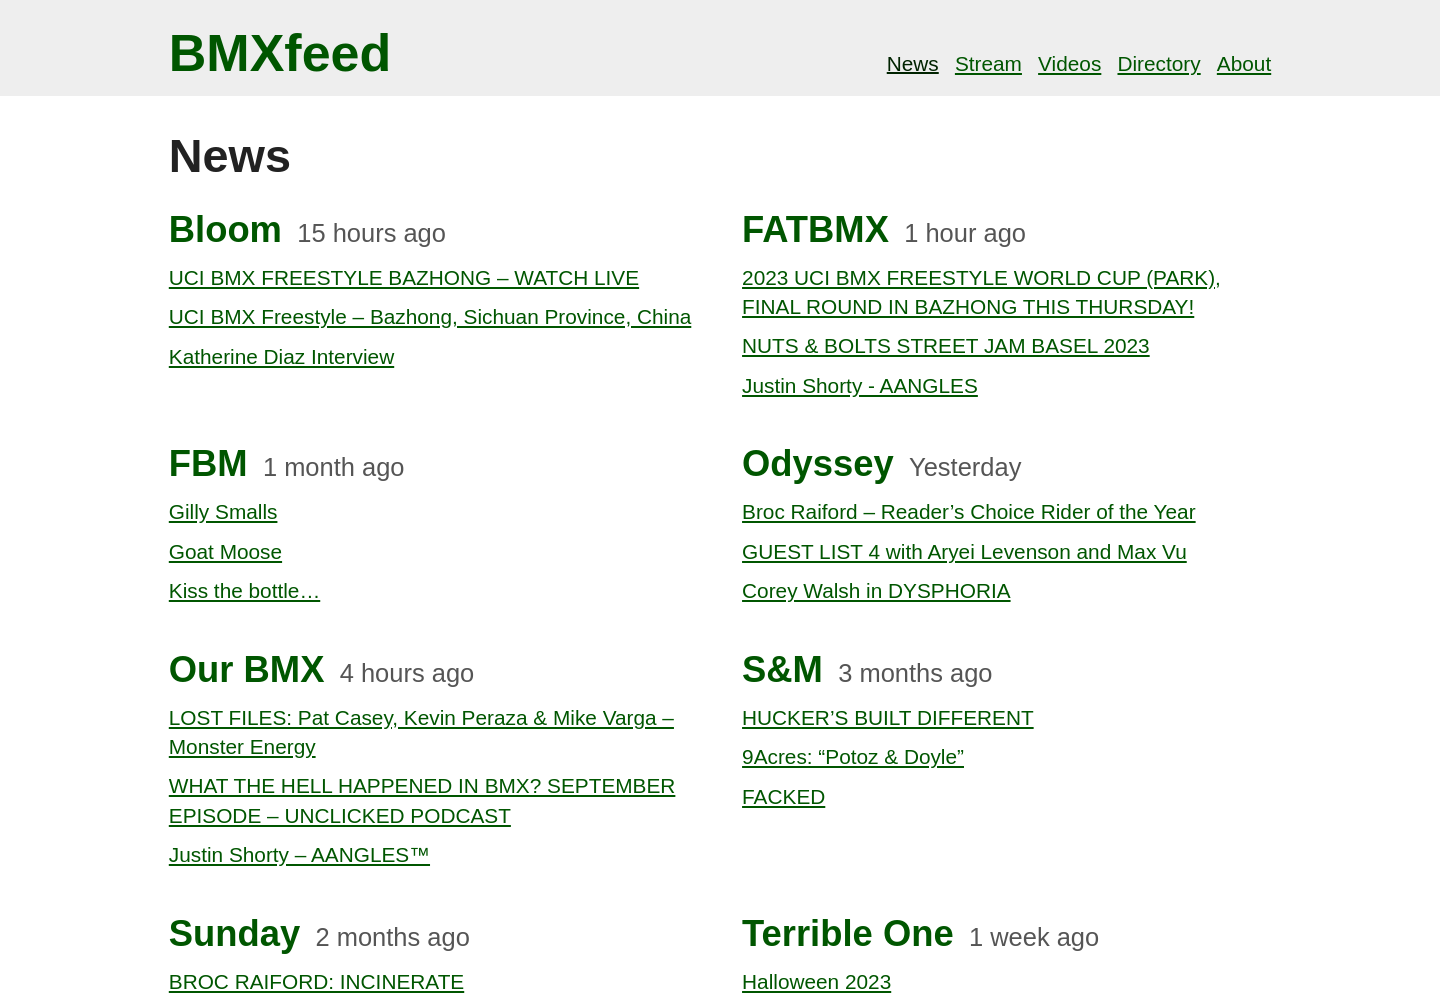 BMXfeed
News Stream Videos Directory About
News
Bloom 15 hours ago
UCI BMX FREESTYLE BAZHONG – WATCH LIVE
UCI BMX Freestyle – Bazhong, Sichuan Province, China
Katherine Diaz Interview
FATBMX 1 hour ago
2023 UCI BMX FREESTYLE WORLD CUP (PARK),
FINAL ROUND IN BAZHONG THIS THURSDAY!
NUTS & BOLTS STREET JAM BASEL 2023
Justin Shorty - AANGLES
FBM 1 month ago
Gilly Smalls
Goat Moose
Kiss the bottle…
Odyssey Yesterday
Broc Raiford – Reader’s Choice Rider of the Year
GUEST LIST 4 with Aryei Levenson and Max Vu
Corey Walsh in DYSPHORIA
Our BMX 4 hours ago
LOST FILES: Pat Casey, Kevin Peraza & Mike Varga –
Monster Energy
WHAT THE HELL HAPPENED IN BMX? SEPTEMBER
EPISODE – UNCLICKED PODCAST
Justin Shorty – AANGLES™
S&M 3 months ago
HUCKER’S BUILT DIFFERENT
9Acres: “Potoz & Doyle”
FACKED
Sunday 2 months ago
BROC RAIFORD: INCINERATE
Terrible One 1 week ago
Halloween 2023